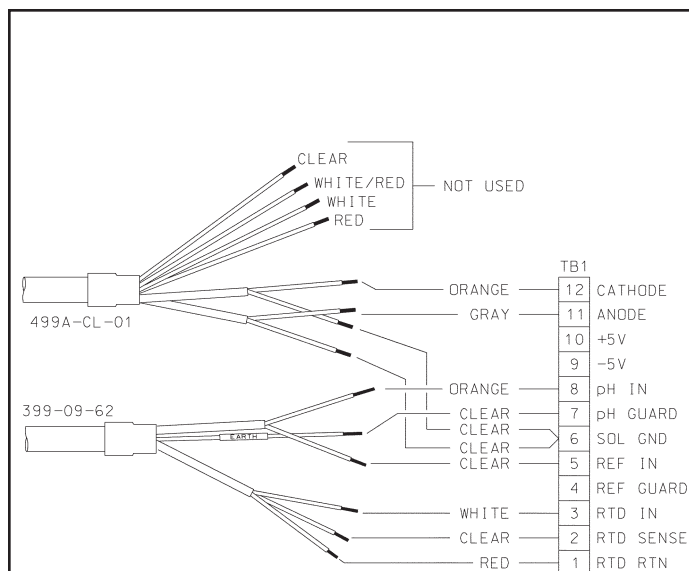 CLEAR
WHITE/RED
NOT USED
WHITE
RED
TB1
ORANGE 12 CATHODE
499A-CL-01
GRAY 11 ANODE
10 +5V
9 -5V
399-09-62
ORANGE 8 pH IN
CLEAR 7 pH GUARD
CLEAR
EARTH
6 SOL GND
CLEAR
CLEAR 5 REF IN
4 REF GUARD
WHITE 3 RTD IN
CLEAR 2 RTD SENSE
RED 1 RTD RTN